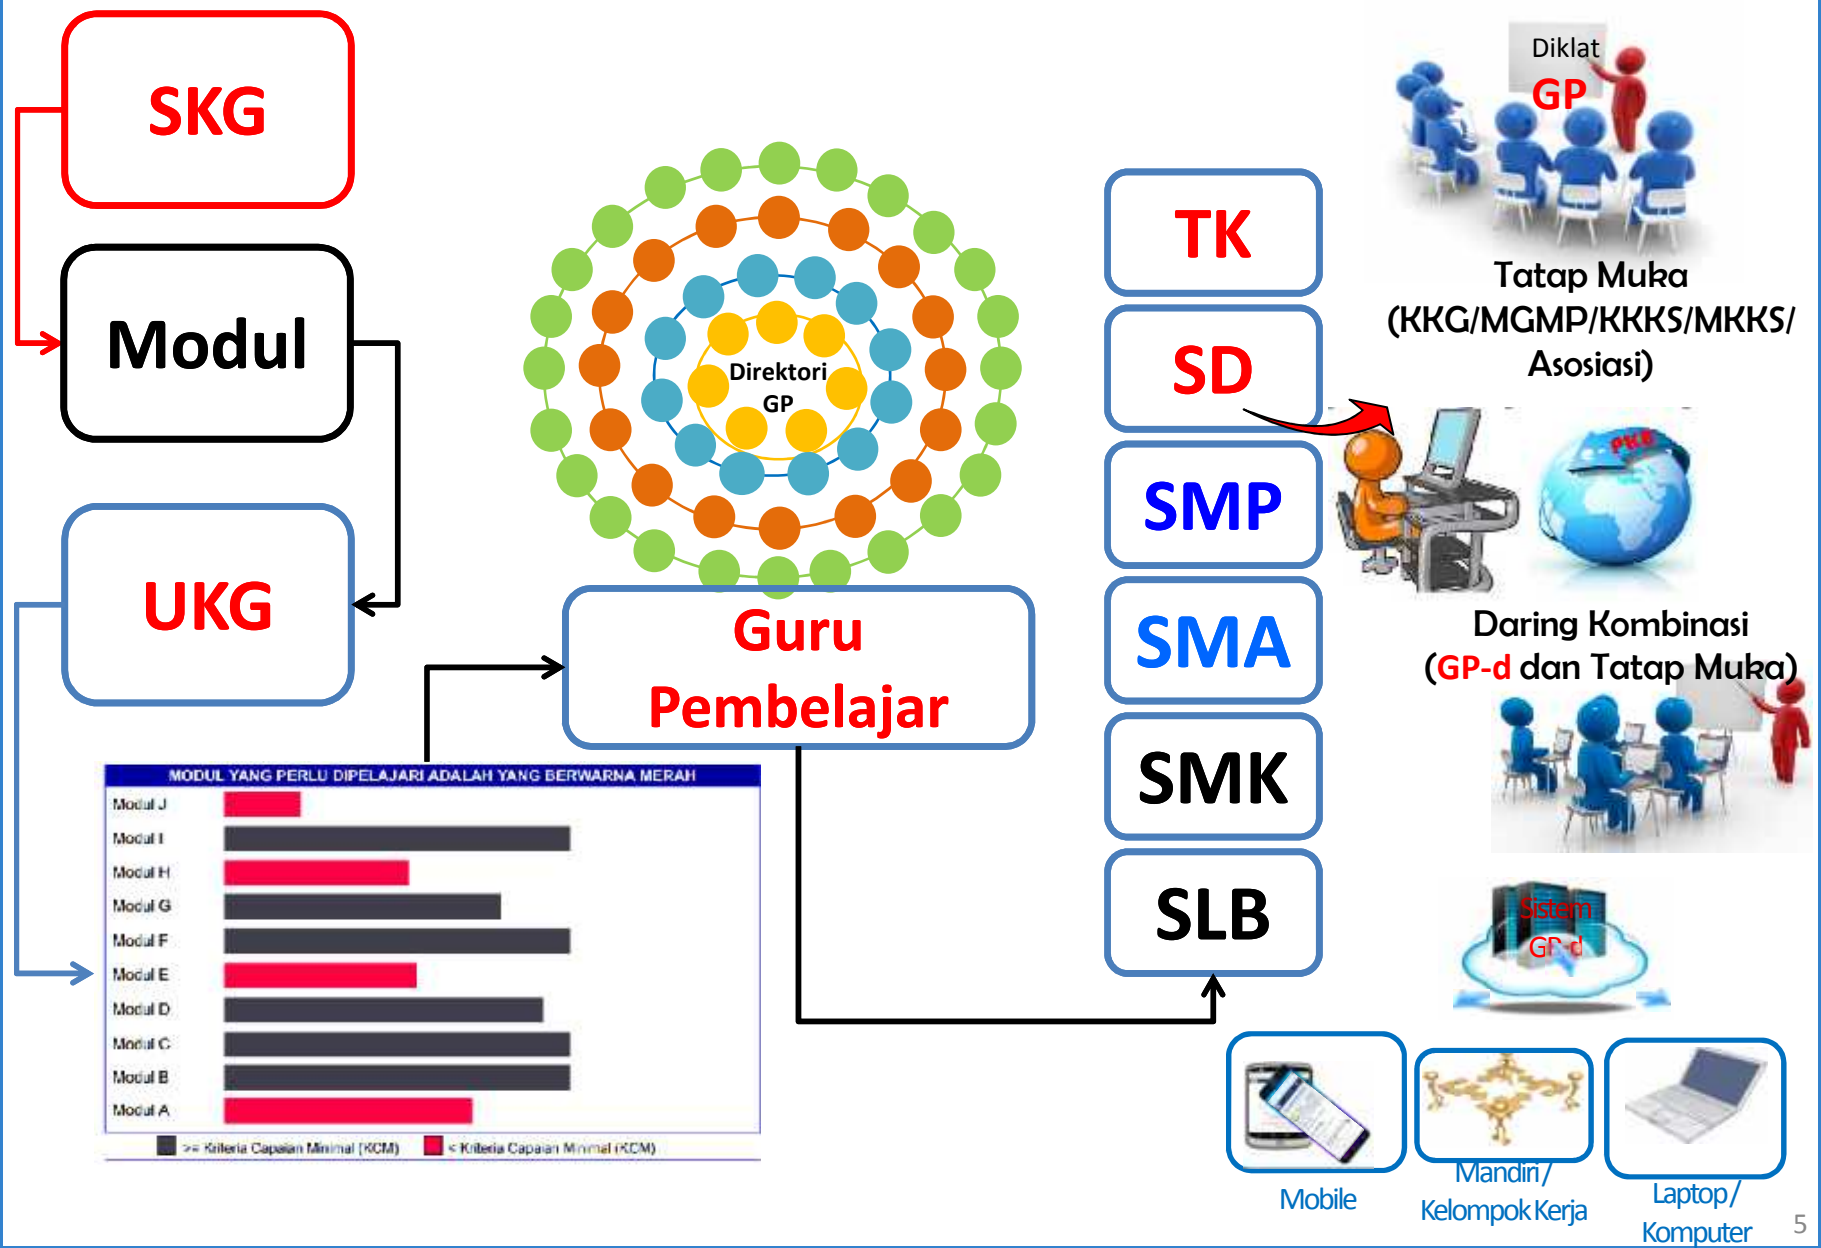 SKG
Modul
UKG
Direktori
GP
Guru
Pembelajar
MODUL YANG PERLU DIPELAJARI ADALAH YANG BERWARNA MERAH
Modul J
Modul I
Modul H
Modul G
Modul F
Modul E
Modul D
Modul C
Modul B
Modul A
>= Kriteria Capaian Minimal (KCM)
< Kriteria Capaian Minimal (KCM)
TK
SD
SMP
SMA
SMK
SLB
Diklat
GP
Tatap Muka
(KKG/MGMP/KKKS/MKKS/
Asosiasi)
PKB
Daring Kombinasi
(GP-d dan Tatap Muka)
Sistem
GP-d
Mobile
Mandiri/
Kelompok Kerja
Laptop/
Komputer
5